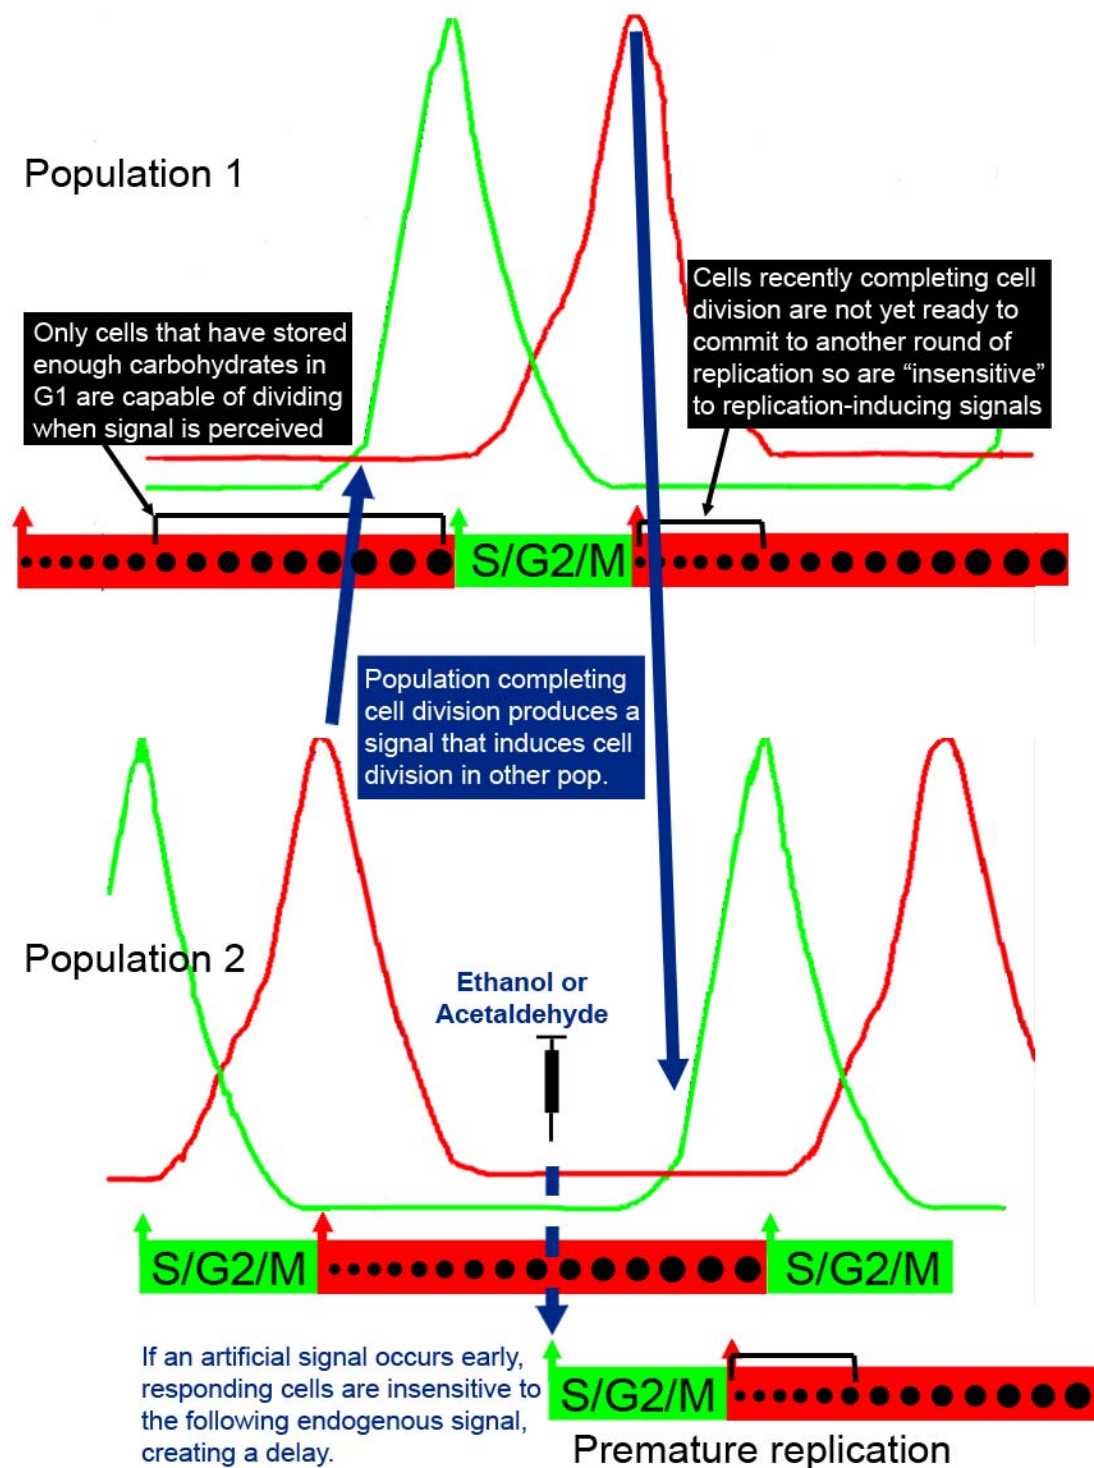 Population 1
Only cells that have stored
enough carbohydrates in
G1 are capable of dividing
when signal is perceived
Cells recently completing cell
division are not yet ready to
commit to another round of
replication so are “insensitive”
to replication-inducing signals
S/G2/M
Population completing
cell division produces a
signal that induces cell
division in other pop.
Population 2
Ethanol or
Acetaldehyde
S/G2/M
S/G2/M
If an artificial signal occurs early,
responding cells are insensitive to
the following endogenous signal,
creating a delay.
S/G2/M
Premature replication